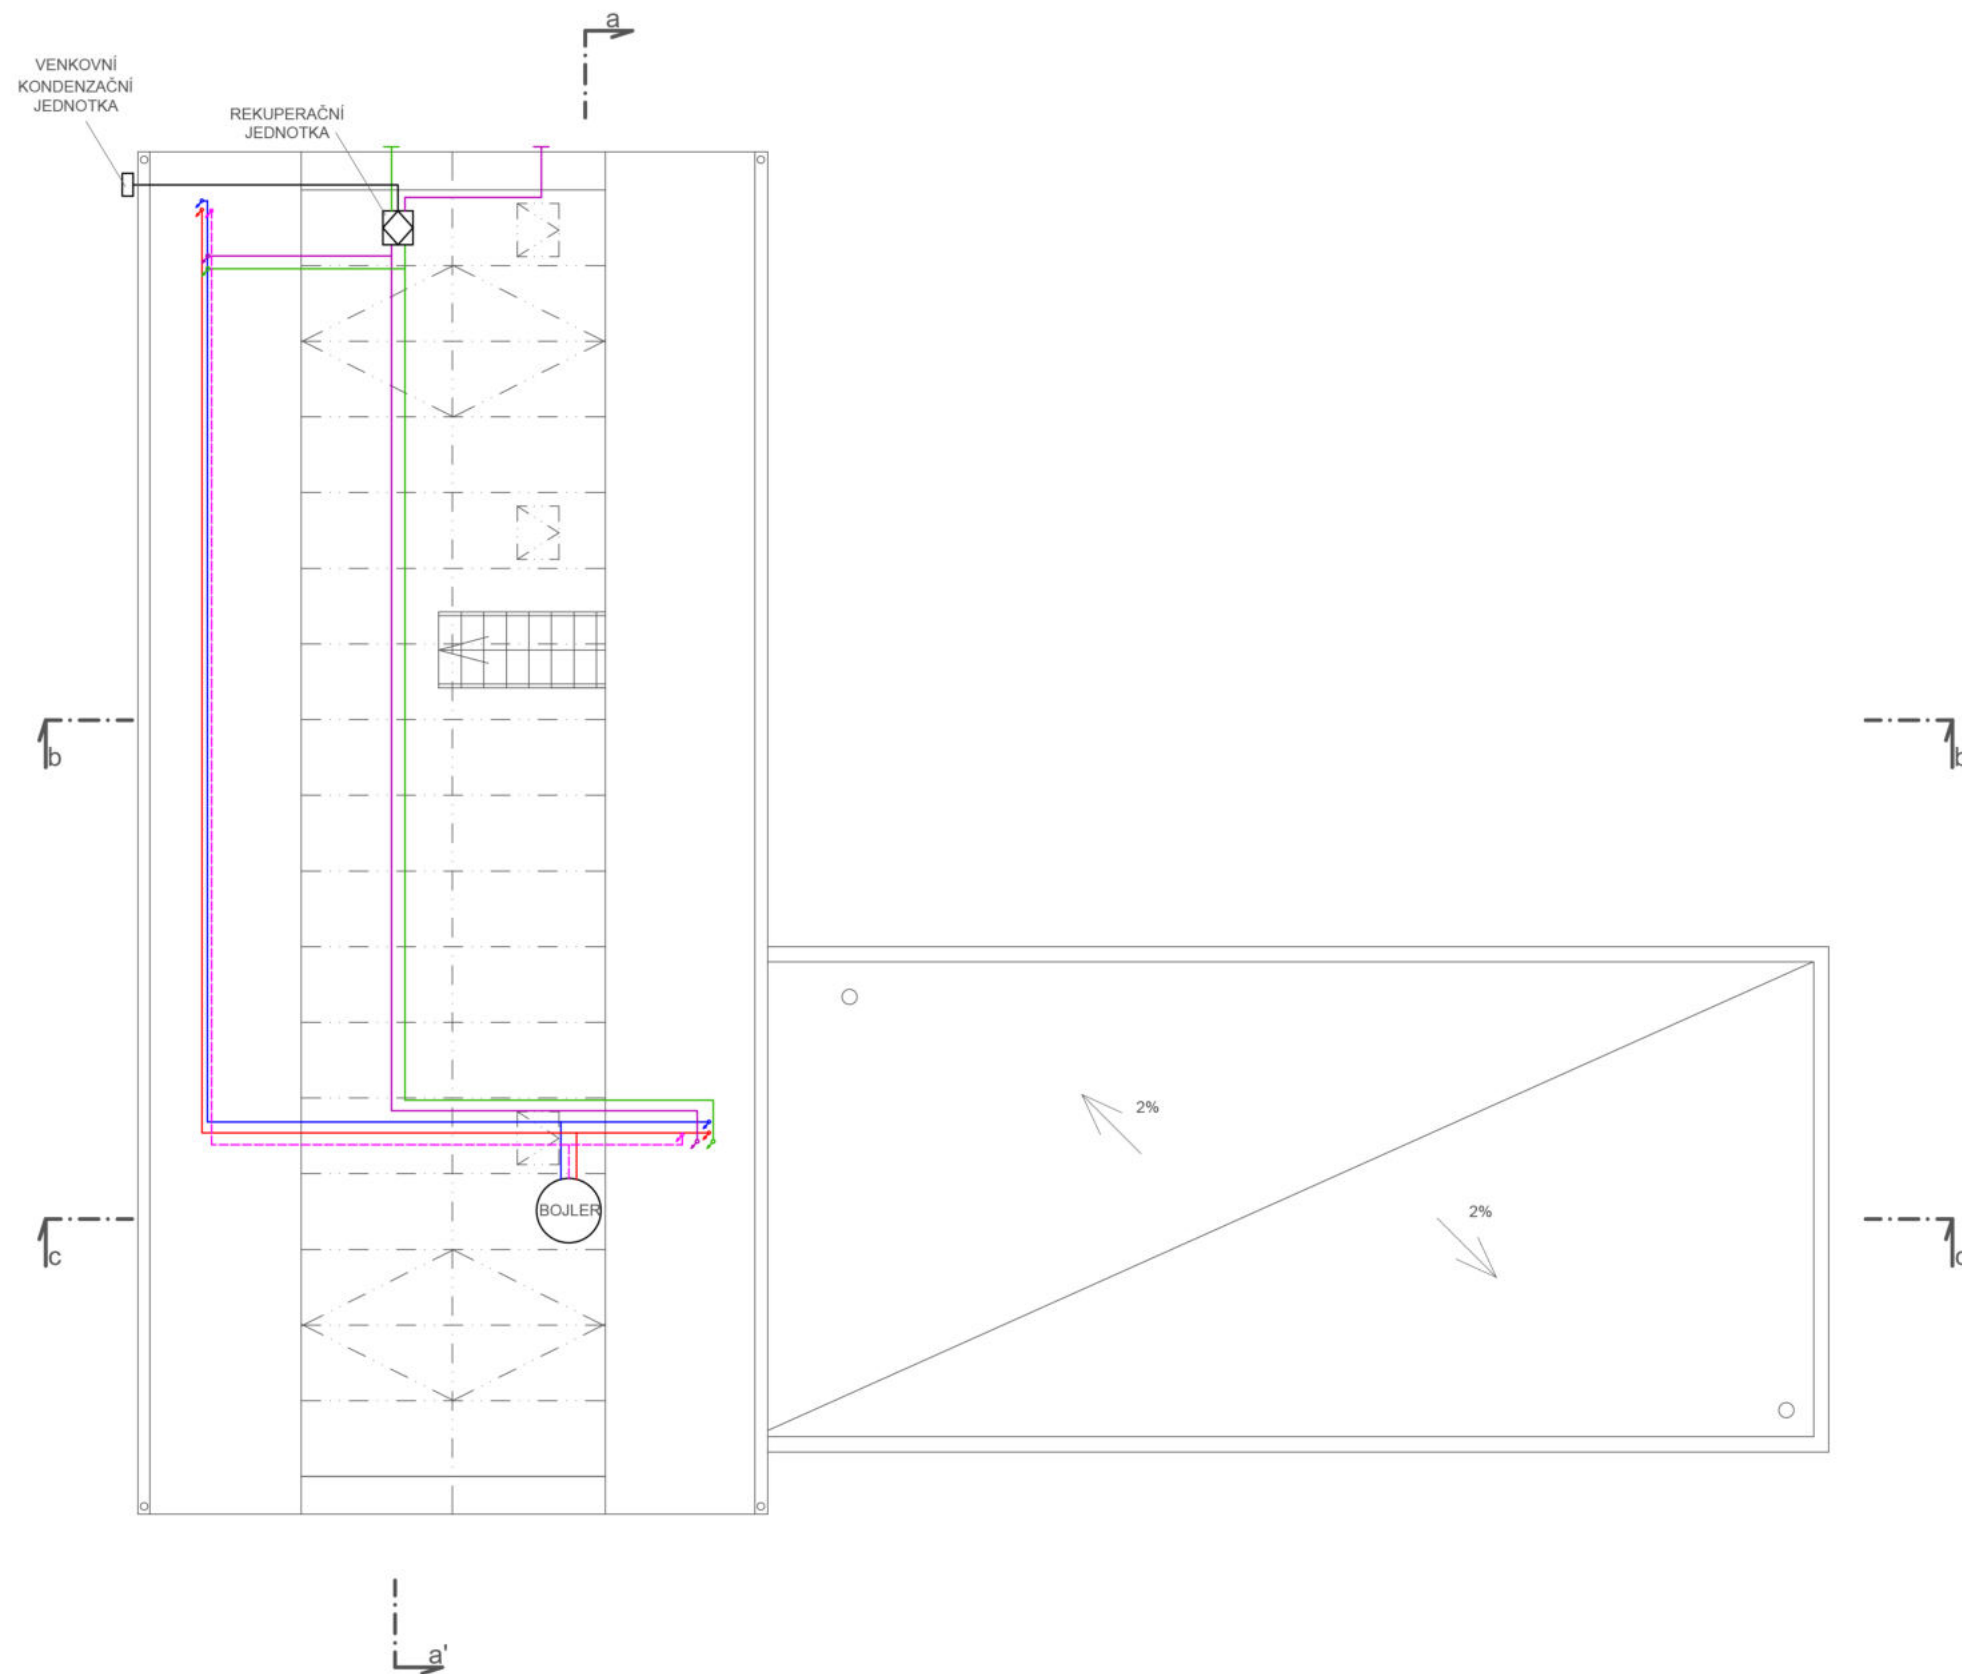 a
VENKOVNÍ
KONDENZAČNÍ
JEDNOTKA
REKUPERAČNÍ
JEDNOTKA
b
2%
2%
BOJLER
c
a'